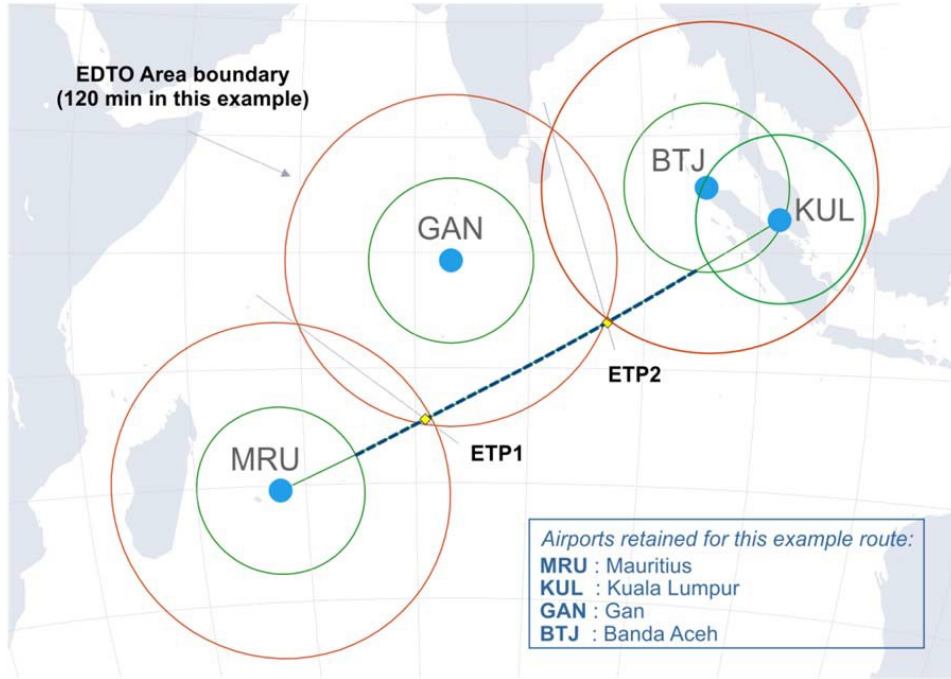 EDTO Area boundary
(120 min in this example)
BTJ
KUL
GAN
ETP2
ETP1
MRU
Airports retained for this example route:
MRU : Mauritius
KUL : Kuala Lumpur
GAN : Gan
BTJ : Banda Aceh